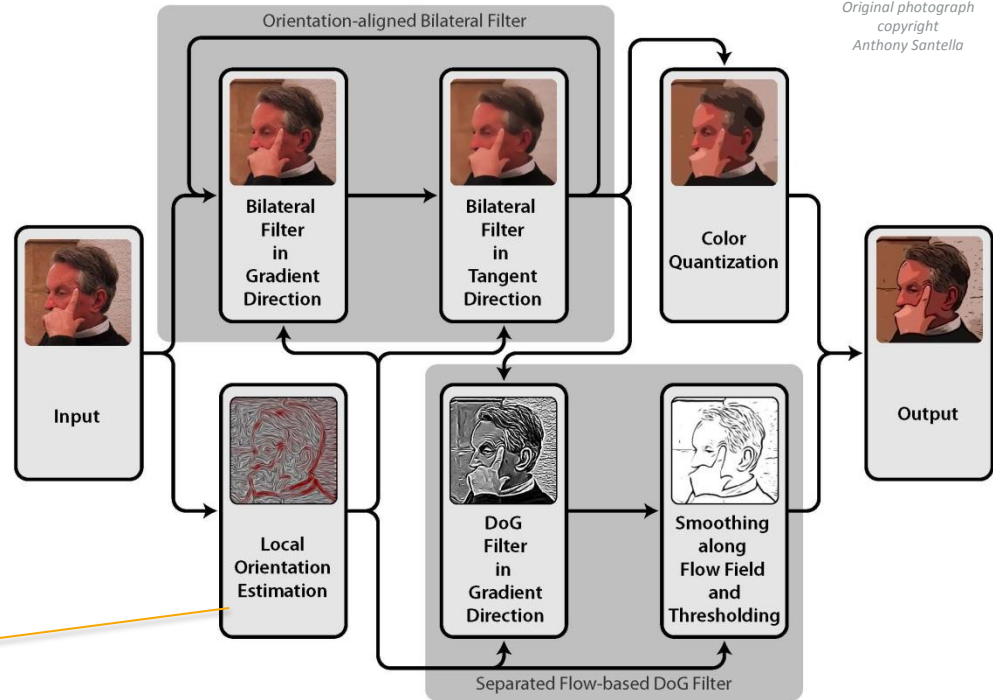 Original photograph
copyright
Anthony Santella
Orientation-aligned Bilateral Filter
Input
Bilateral
Filter
in
Gradient
Direction
Bilateral
Filter
in
Tangent
Direction
Color
Quantization
Output
Local
Orientation
Estimation
DoG
Filter
in
Gradient
Direction
Smoothing
along
Flow Field
and
Thresholding
Separated Flow-based DoG Filter